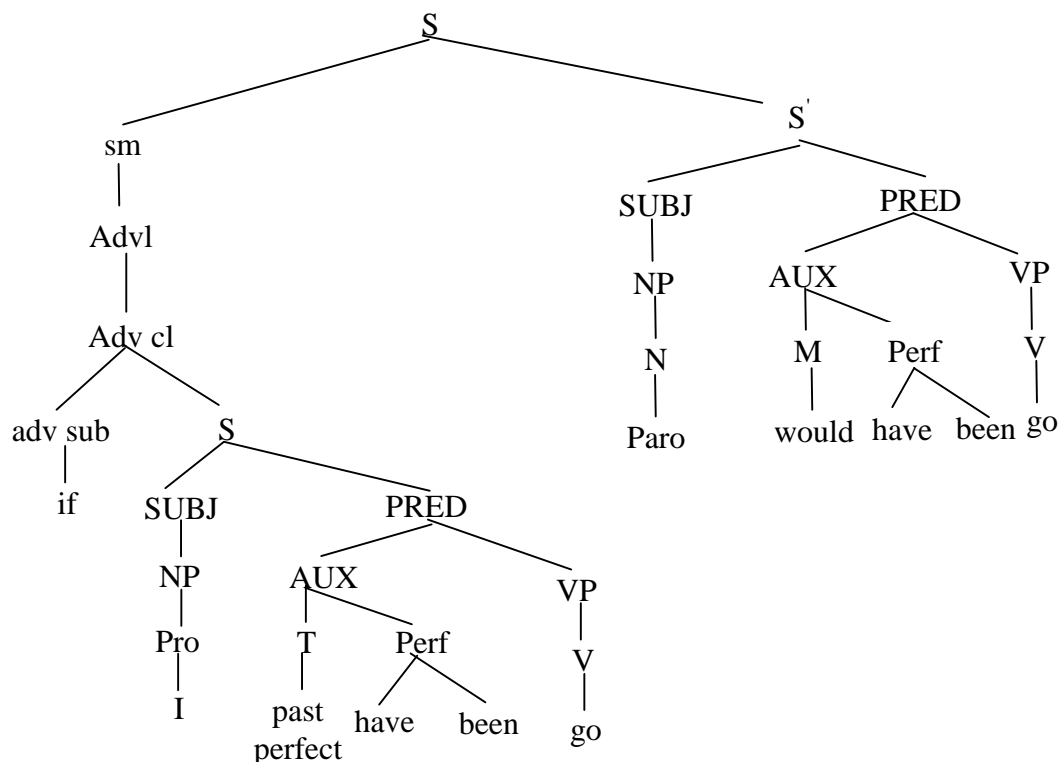 S
sm S'
Advl SUBJ PRED
Adv cl NP AUX VP
N M Perf V
adv sub S Paro would have been go
if SUBJ PRED
NP AUX VP
Pro T Perf V
I past perfect have been go